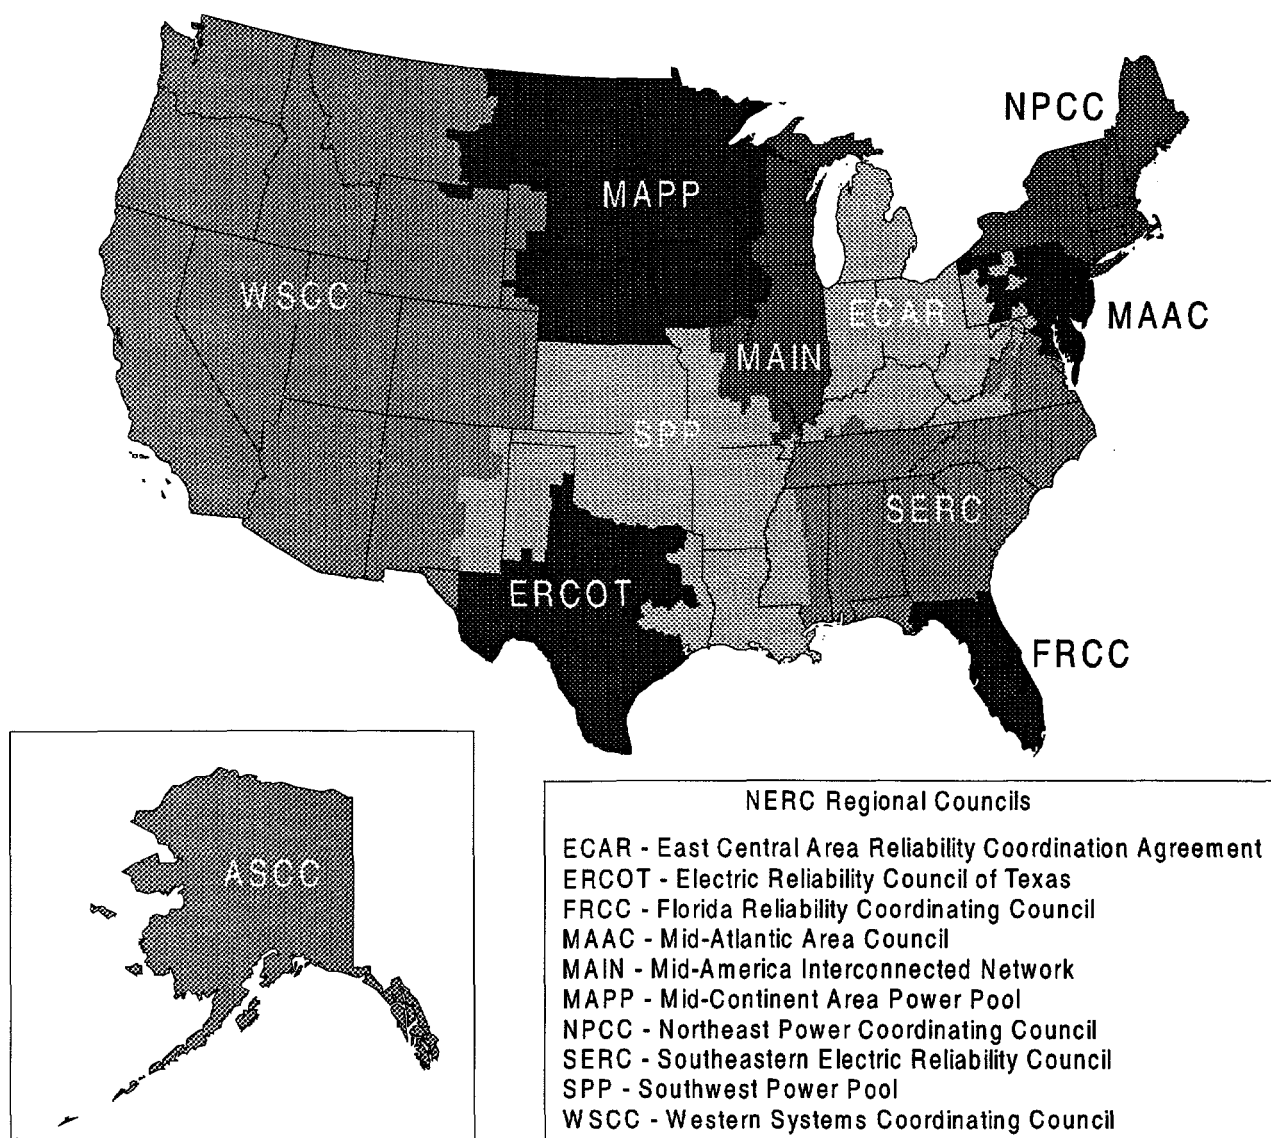 NPCC
MAPP
WSCC
ECAR
MAAC
MAIN
SPP
SERC
ERCOT
FRCC
ASCC
NERC Regional Councils
ECAR - East Central Area Reliability Coordination Agreement
ERCOT - Electric Reliability Council of Texas
FRCC - Florida Reliability Coordinating Council
MAAC - Mid-Atlantic Area Council
MAIN - Mid-America Interconnected Network
MAPP - Mid-Continent Area Power Pool
NPCC - Northeast Power Coordinating Council
SERC - Southeastern Electric Reliability Council
SPP - Southwest Power Pool
WSCC - Western Systems Coordinating Council